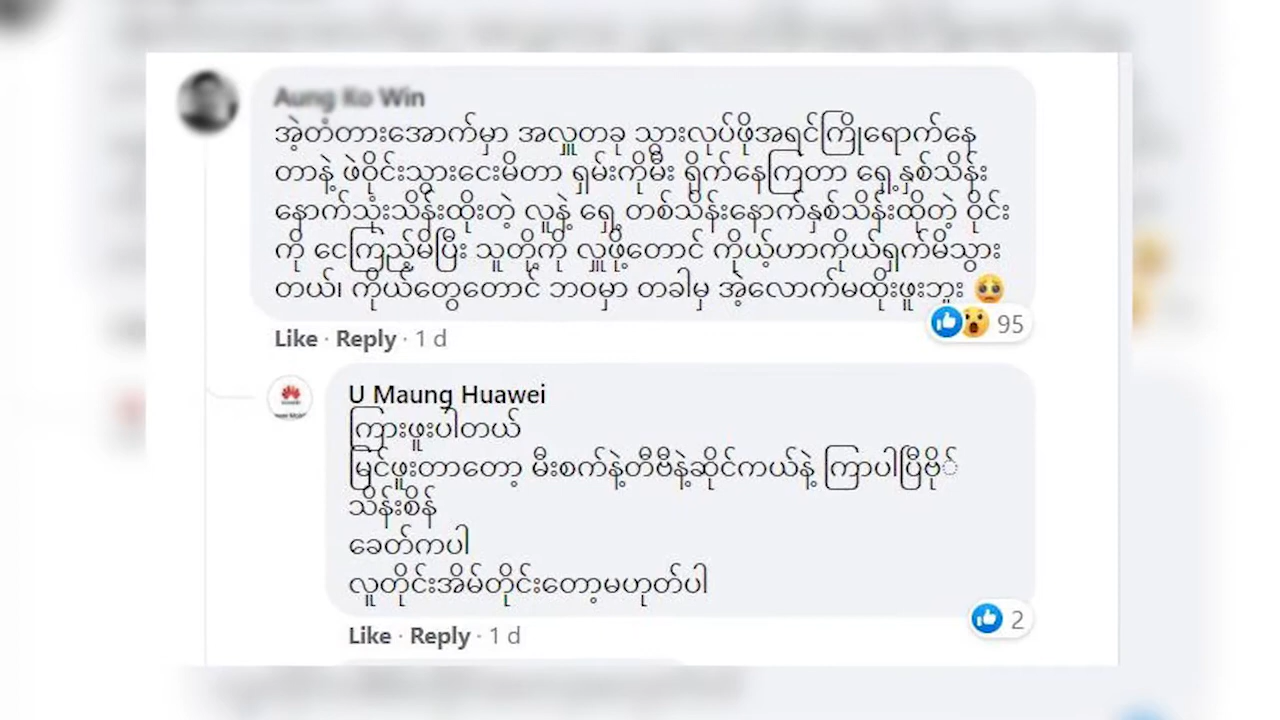 Aung Ko Win
အဲ့တံတားအောက်မှာ အလှူတခု သွားလုပ်ဖို့အရင်ကြိုရောက်နေ
တာနဲ့ ဖဲဝိုင်းသွားငေးမိတာ ရှမ်းကိုမီး ရိုက်နေကြတာ ရှေ့နှစ်သိန်း
နောက်သုံးသိန်းထိုးတဲ့ လူနဲ့ ရှေ့ တစ်သိန်းနောက်နှစ်သိန်းထိုတဲ့ ဝိုင်း
ကို ငေကြည့်မိပြီး သူတို့ကို လှူဖို့တောင် ကိုယ့်ဟာကိုယ်ရှက်မိသွား
တယ်၊ ကိုယ်တွေတောင် ဘဝမှာ တခါမှ အဲ့လောက်မထိုးဖူးဘူး 🥺
95
Like · Reply · 1 d
U Maung Huawei
ကြားဖူးပါတယ်
မြင်ဖူးတာတော့ မီးစက်နဲ့တီဗီနဲ့ဆိုင်ကယ်နဲ့ ကြာပါပြီဗို်
သိန်းစိန်
ခေတ်ကပါ
လူတိုင်းအိမ်တိုင်းတော့မဟုတ်ပါ
2
Like · Reply · 1 d